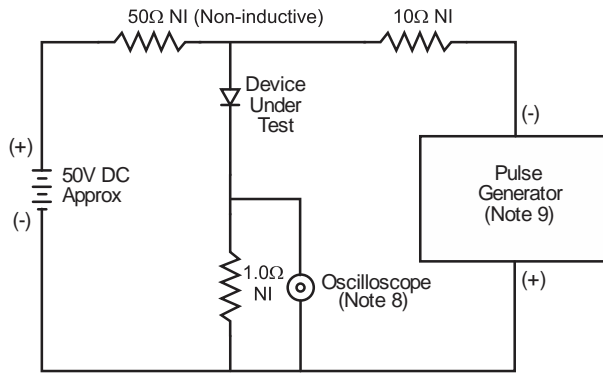 50Ω NI (Non-inductive)
10Ω NI
Device
Under
Test
(+)
50V DC
Approx
(-)
(-)
Pulse
Generator
(Note 9)
(+)
1.0Ω
NI
Oscilloscope
(Note 8)